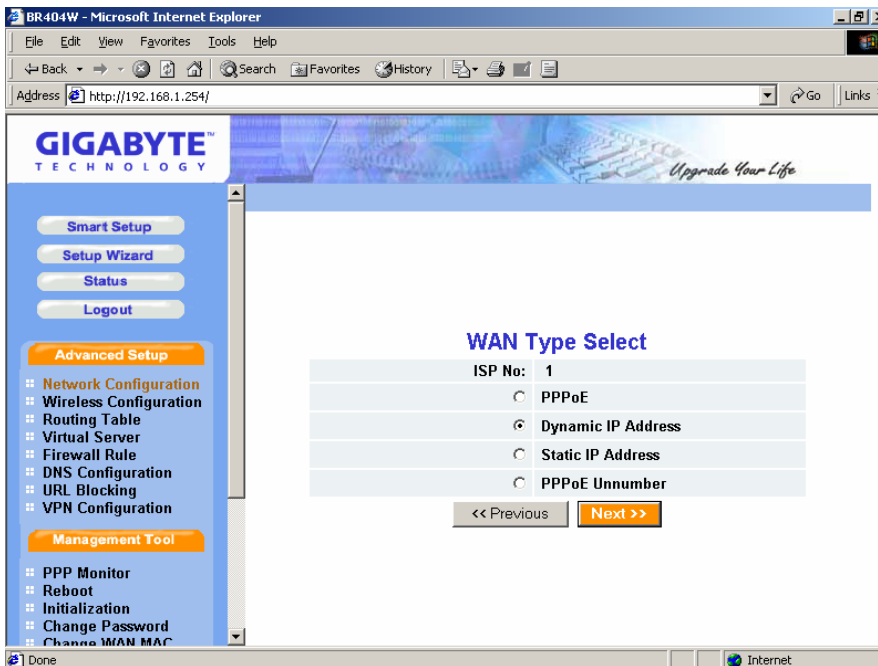 BR404W - Microsoft Internet Explorer
File Edit View Favorites Tools Help
Back Search Favorites History
Address http://192.168.1.254/ Go Links
GIGABYTE™
TECHNOLOGY
Upgrade Your Life
Smart Setup
Setup Wizard
Status
Logout
Advanced Setup
Network Configuration
Wireless Configuration
Routing Table
Virtual Server
Firewall Rule
DNS Configuration
URL Blocking
VPN Configuration
Management Tool
PPP Monitor
Reboot
Initialization
Change Password
Change WAN MAC
WAN Type Select
ISP No: 1
PPPoE
Dynamic IP Address
Static IP Address
PPPoE Unnumber
<< Previous Next >>
Done Internet